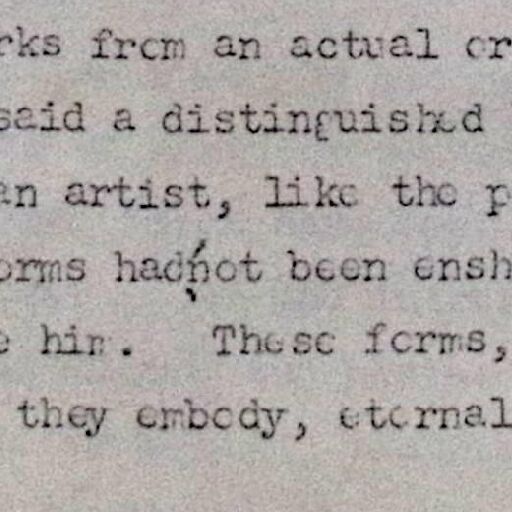 rks from an actual or
said a distinguished
an artist, like the p
orms had not been ensh
e him. These forms,
they embody, eternal